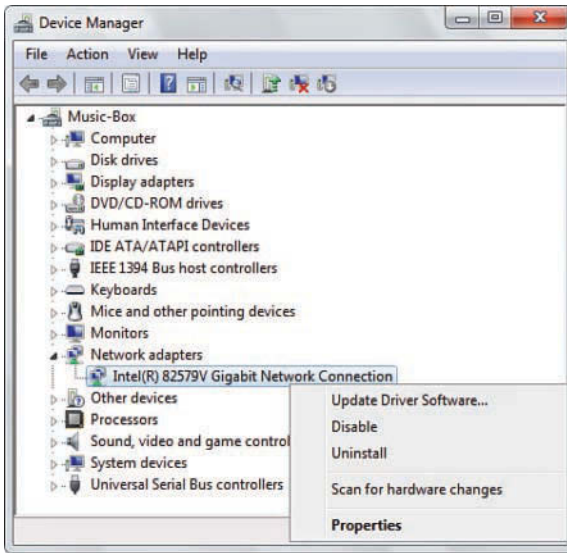 Device Manager
File Action View Help
Music-Box
Computer
Disk drives
Display adapters
DVD/CD-ROM drives
Human Interface Devices
IDE ATA/ATAPI controllers
IEEE 1394 Bus host controllers
Keyboards
Mice and other pointing devices
Monitors
Network adapters
Intel(R) 82579V Gigabit Network Connection
Other devices
Processors
Sound, video and game control
System devices
Universal Serial Bus controllers
Update Driver Software...
Disable
Uninstall
Scan for hardware changes
Properties